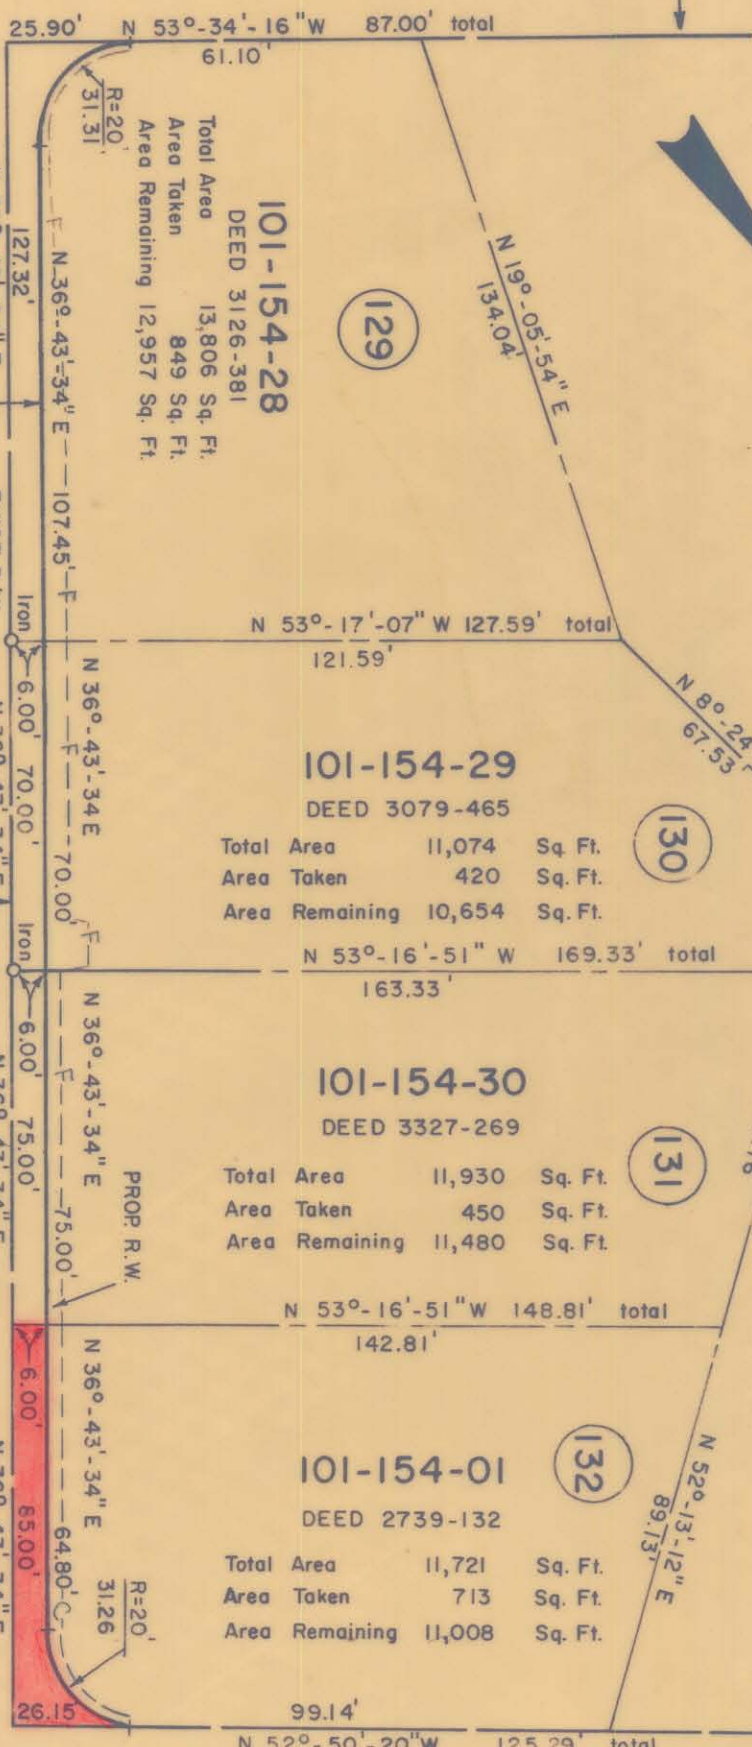 25.90' N 53°-34'-16"W 87.00' total
61.10'
R=20'
31.31'
101-154-28
DEED 3126-381
Total Area 13,806 Sq. Ft.
Area Taken 849 Sq. Ft.
Area Remaining 12,957 Sq. Ft.
129
N 19°-05'-54" E
134.04'
127.32'
F N 36°-43'-34" E 107.45' F
Iron
N 53°-17'-07" W 127.59' total
121.59'
6.00' 70.00'
N 36°-43'-34 E
F 70.00' F
N 8°-24
67.53
101-154-29
DEED 3079-465
130
Total Area 11,074 Sq. Ft.
Area Taken 420 Sq. Ft.
Area Remaining 10,654 Sq. Ft.
Iron
N 53°-16'-51" W 169.33' total
163.33'
6.00' 75.00'
N 36°-43'-34" E
F 75.00'
101-154-30
DEED 3327-269
131
Total Area 11,930 Sq. Ft.
Area Taken 450 Sq. Ft.
Area Remaining 11,480 Sq. Ft.
PROP. R.W.
N 53°-16'-51"W 148.81' total
142.81'
6.00' 85.00'
N 36°-43'-34" E
64.80' C
101-154-01
DEED 2739-132
132
Total Area 11,721 Sq. Ft.
Area Taken 713 Sq. Ft.
Area Remaining 11,008 Sq. Ft.
N 52°-13'-12" E
89.13'
R=20'
31.26
26.15 99.14'
N 52°-50'-20"W 125.29' total